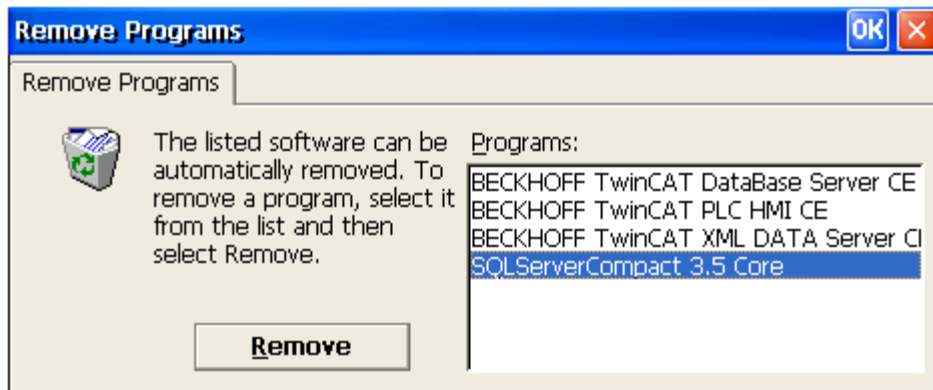 Remove Programs
OK
Remove Programs
The listed software can be
automatically removed. To
remove a program, select it
from the list and then
select Remove.
Remove
Programs:
BECKHOFF TwinCAT DataBase Server CE
BECKHOFF TwinCAT PLC HMI CE
BECKHOFF TwinCAT XML DATA Server
SQLServerCompact 3.5 Core